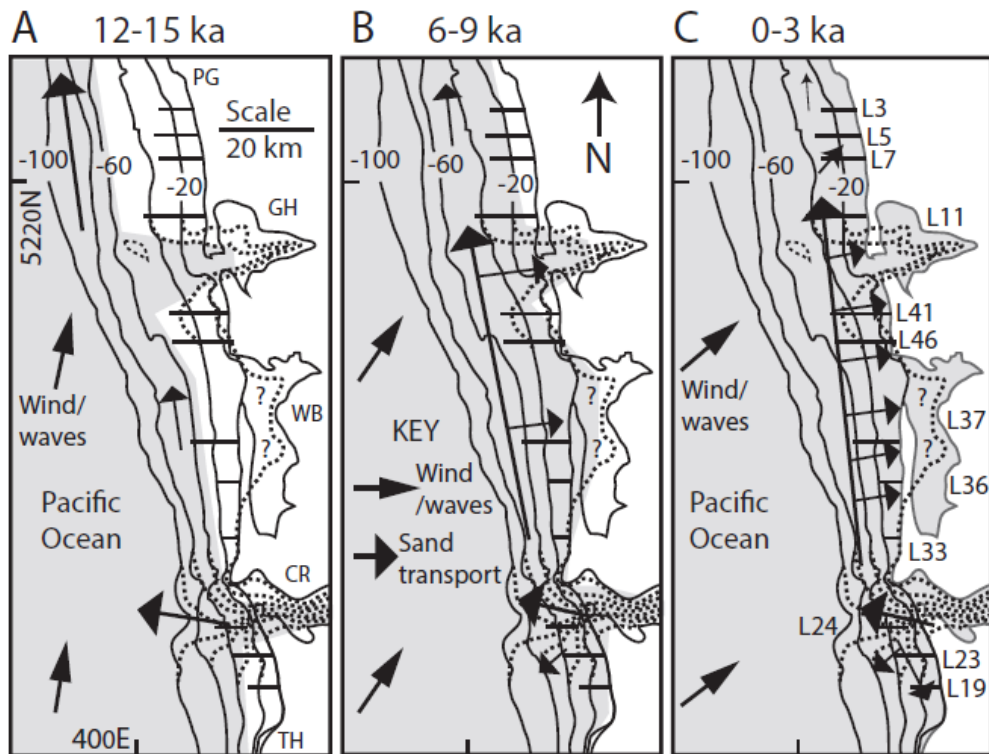 A 12-15 ka
PG
Scale
20 km
-100
-60
-20
5220N
GH
Wind/
waves
?
WB
?
Pacific
Ocean
CR
400E
TH
B 6-9 ka
N
-100
-60
-20
?
KEY
?
Wind
/waves
Sand
transport
C 0-3 ka
L3
L5
L7
-100
-60
-20
L11
L41
L46
Wind/
waves
?
L37
?
Pacific
Ocean
L36
L33
L24
L23
L19